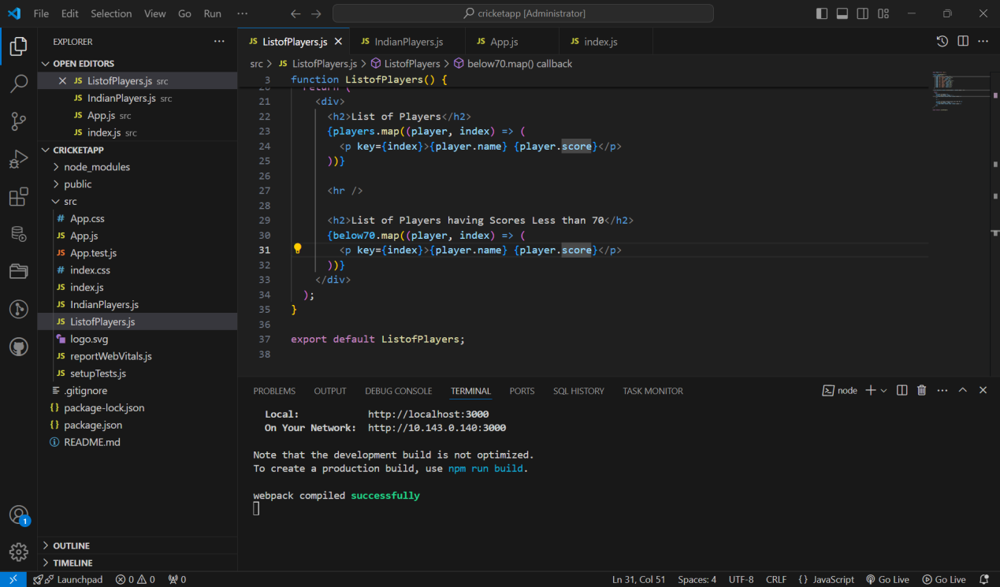 File Edit Selection View Go Run ··· cricketapp [Administrator]
EXPLORER
OPEN EDITORS
JS ListofPlayers.js src
JS IndianPlayers.js src
JS App.js src
JS index.js src
CRICKETAPP
node_modules
public
src
# App.css
JS App.js
JS App.test.js
# index.css
JS index.js
JS IndianPlayers.js
JS ListofPlayers.js
logo.svg
JS reportWebVitals.js
JS setupTests.js
.gitignore
{} package-lock.json
{} package.json
README.md
OUTLINE
TIMELINE
JS ListofPlayers.js JS IndianPlayers.js JS App.js JS index.js
src > JS ListofPlayers.js > ListofPlayers > below70.map() callback
3 function ListofPlayers() {
20 return (
21 <div>
22 <h2>List of Players</h2>
23 {players.map((player, index) => (
24 <p key={index}>{player.name} {player.score}</p>
25 ))}
26
27 <hr />
28
29 <h2>List of Players having Scores Less than 70</h2>
30 {below70.map((player, index) => (
31 <p key={index}>{player.name} {player.score}</p>
32 ))}
33 </div>
34 );
35 }
36
37 export default ListofPlayers;
38
PROBLEMS OUTPUT DEBUG CONSOLE TERMINAL PORTS SQL HISTORY TASK MONITOR node
Local: http://localhost:3000
On Your Network: http://10.143.0.140:3000
Note that the development build is not optimized.
To create a production build, use npm run build.
webpack compiled successfully
1
Launchpad 0 0 0 Ln 31, Col 51 Spaces: 4 UTF-8 CRLF {} JavaScript Go Live Go Live